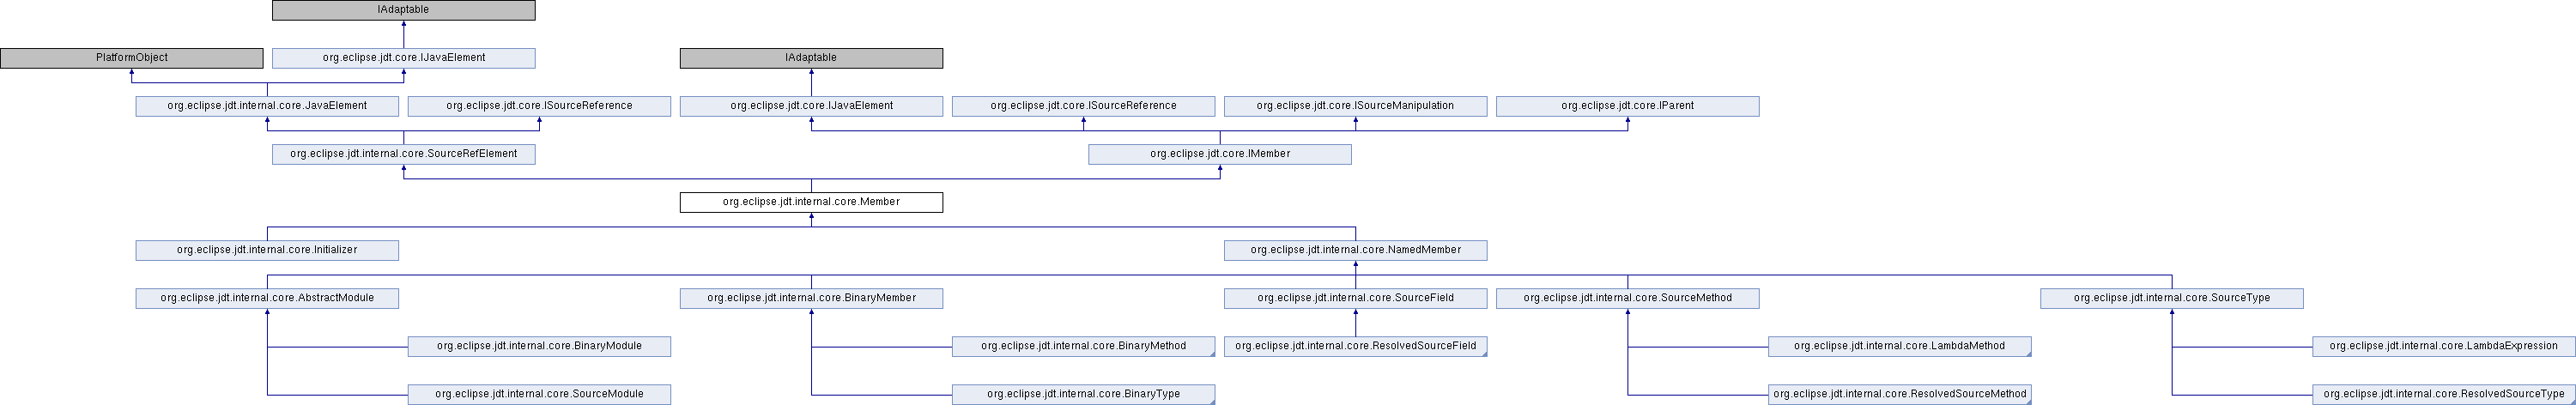 IAdaptable
PlatformObject
org.eclipse.jdt.core.IJavaElement
IAdaptable
org.eclipse.jdt.internal.core.JavaElement
org.eclipse.jdt.core.ISourceReference
org.eclipse.jdt.core.IJavaElement
org.eclipse.jdt.core.ISourceReference
org.eclipse.jdt.core.ISourceManipulation
org.eclipse.jdt.core.IParent
org.eclipse.jdt.internal.core.SourceRefElement
org.eclipse.jdt.core.IMember
org.eclipse.jdt.internal.core.Member
org.eclipse.jdt.internal.core.Initializer
org.eclipse.jdt.internal.core.NamedMember
org.eclipse.jdt.internal.core.AbstractModule
org.eclipse.jdt.internal.core.BinaryMember
org.eclipse.jdt.internal.core.SourceField
org.eclipse.jdt.internal.core.SourceMethod
org.eclipse.jdt.internal.core.SourceType
org.eclipse.jdt.internal.core.BinaryModule
org.eclipse.jdt.internal.core.BinaryMethod
org.eclipse.jdt.internal.core.ResolvedSourceField
org.eclipse.jdt.internal.core.LambdaMethod
org.eclipse.jdt.internal.core.LambdaExpression
org.eclipse.jdt.internal.core.SourceModule
org.eclipse.jdt.internal.core.BinaryType
org.eclipse.jdt.internal.core.ResolvedSourceMethod
org.eclipse.jdt.internal.core.ResolvedSourceType